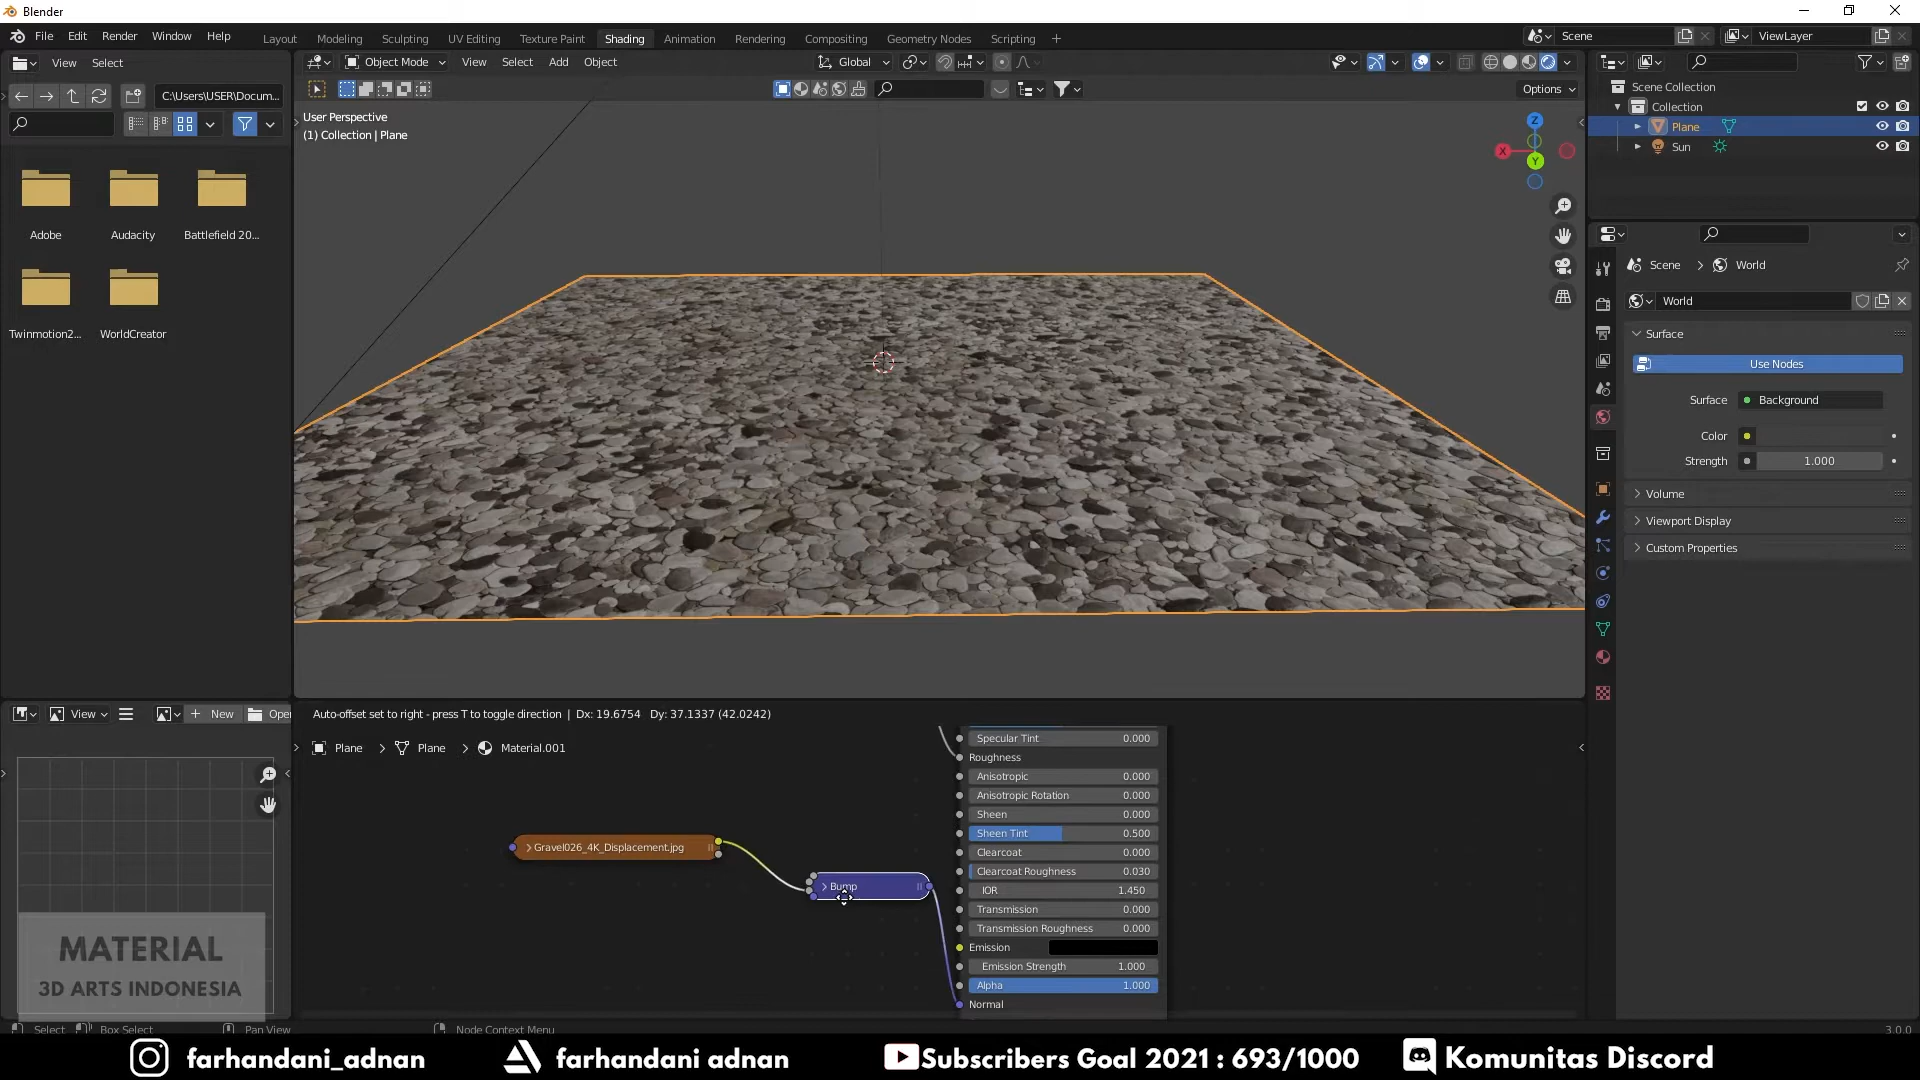 Blender
File Edit Render Window Help
Layout Modeling Sculpting UV Editing Texture Paint Shading Animation Rendering Compositing Geometry Nodes Scripting +
Scene
ViewLayer
View Select
Object Mode View Select Add Object
Global
C:\Users\USER\Docum...
Options
User Perspective
(1) Collection | Plane
X
Y
Z
Adobe
Audacity
Battlefield 20...
Twinmotion2...
WorldCreator
Scene Collection
Collection
Plane
Sun
Scene > World
World
Surface
Use Nodes
Surface Background
Color
Strength 1.000
Volume
Viewport Display
Custom Properties
View
New
Open
Auto-offset set to right - press T to toggle direction | Dx: 19.6754 Dy: 37.1337 (42.0242)
Plane > Plane > Material.001
Gravel026_4K_Displacement.jpg
Bump
Specular Tint 0.000
Roughness
Anisotropic 0.000
Anisotropic Rotation 0.000
Sheen 0.000
Sheen Tint 0.500
Clearcoat 0.000
Clearcoat Roughness 0.030
IOR 1.450
Transmission 0.000
Transmission Roughness 0.000
Emission
Emission Strength 1.000
Alpha 1.000
Normal
MATERIAL
3D ARTS INDONESIA
Select Box Select Pan View Node Context Menu 3.0.0
farhandani_adnan
farhandani adnan
Subscribers Goal 2021 : 693/1000
Komunitas Discord